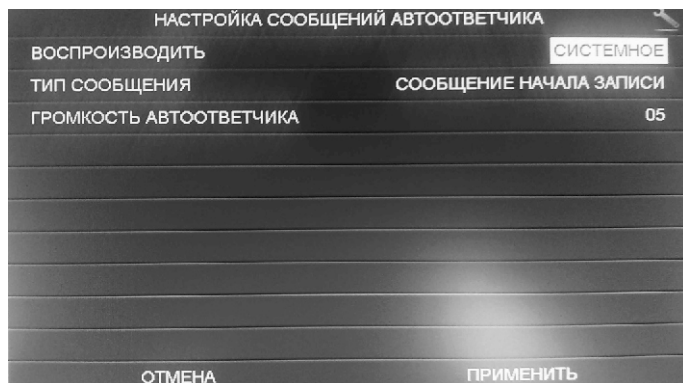 НАСТРОЙКА СООБЩЕНИЙ АВТООТВЕТЧИКА
ВОСПРОИЗВОДИТЬ СИСТЕМНОЕ
ТИП СООБЩЕНИЯ СООБЩЕНИЕ НАЧАЛА ЗАПИСИ
ГРОМКОСТЬ АВТООТВЕТЧИКА 05
ОТМЕНА ПРИМЕНИТЬ